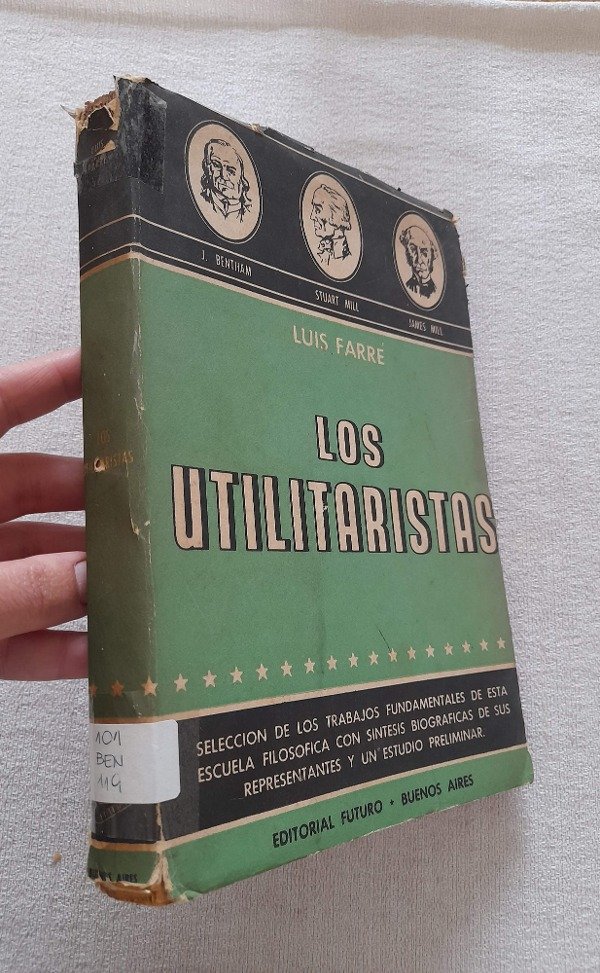 J. BENTHAM
STUART MILL
JAMES MILL
LUIS FARRÉ
LOS
UTILITARISTAS
SELECCION DE LOS TRABAJOS FUNDAMENTALES DE ESTA
ESCUELA FILOSOFICA CON SINTESIS BIOGRAFICAS DE SUS
REPRESENTANTES Y UN ESTUDIO PRELIMINAR.
EDITORIAL FUTURO - BUENOS AIRES
101
BEN
119
AIRES